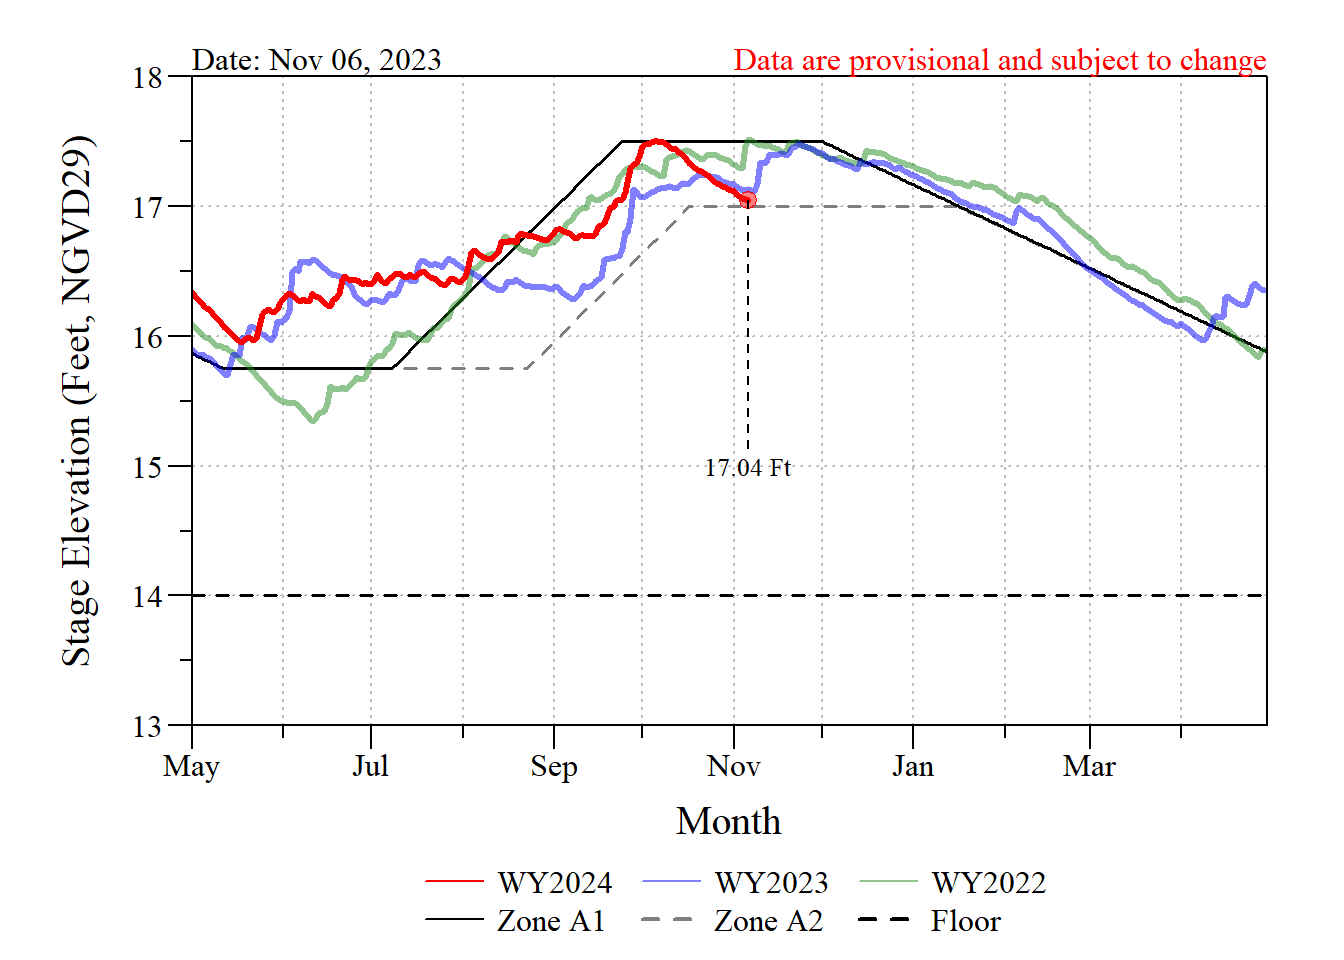 Date: Nov 06, 2023
Data are provisional and subject to change
Stage Elevation (Feet, NGVD29)
18
17
16
15
14
13
17.04 Ft
May Jul Sep Nov Jan Mar
Month
WY2024 WY2023 WY2022
Zone A1 Zone A2 Floor